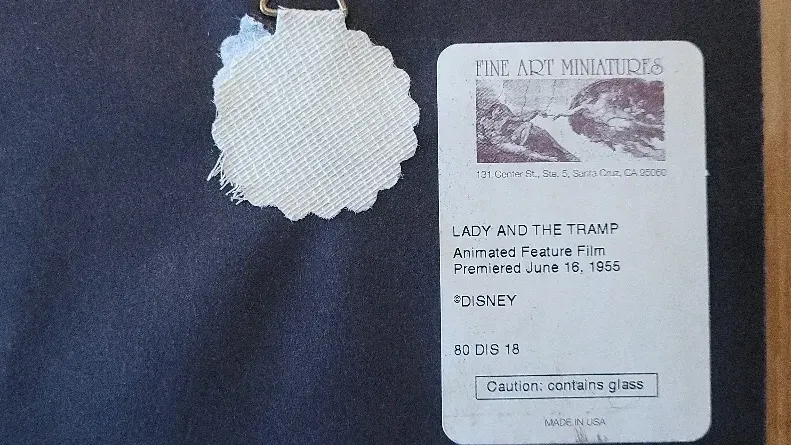 FINE ART MINIATURES
131 Center St., Ste. 5, Santa Cruz, CA 95060
LADY AND THE TRAMP
Animated Feature Film
Premiered June 16, 1955
©DISNEY
80 DIS 18
Caution: contains glass
MADE IN USA